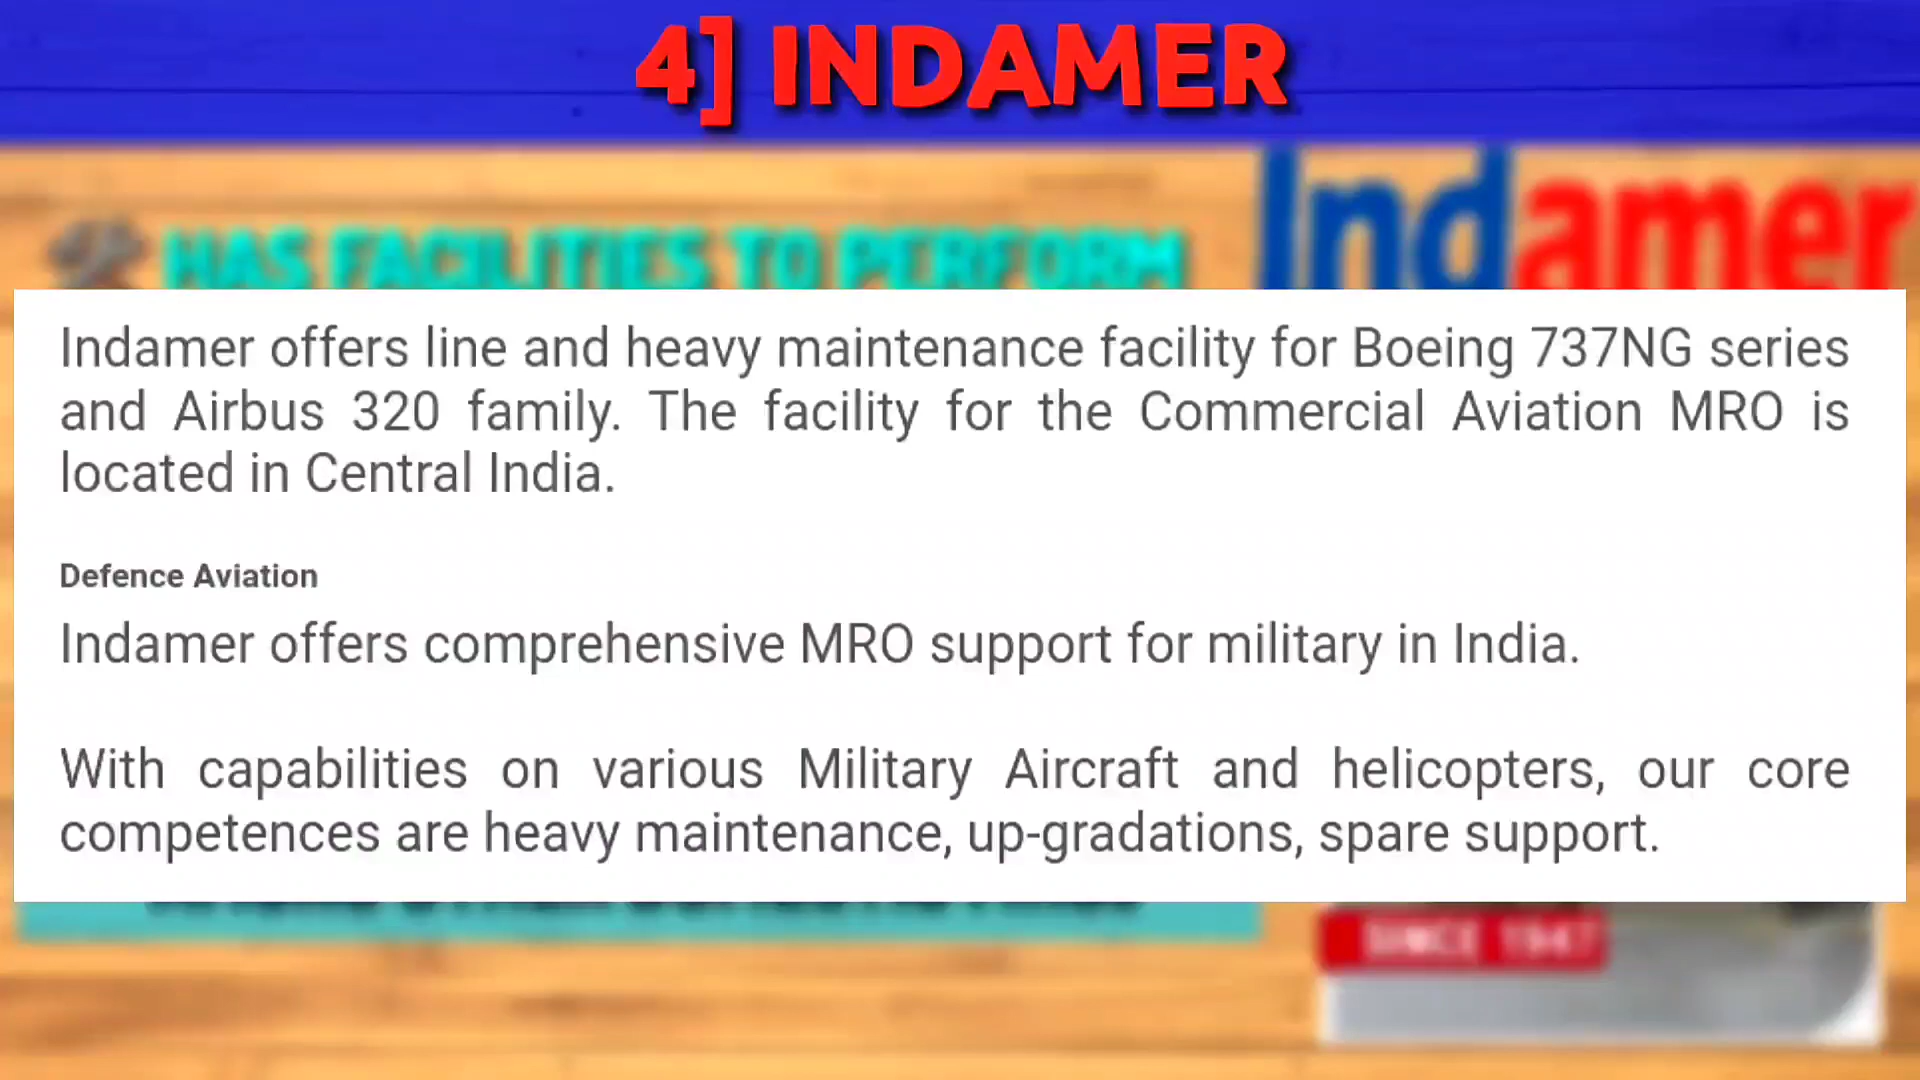 4] INDAMER
HAS FACILITIES TO PERFORM
Indamer
Indamer offers line and heavy maintenance facility for Boeing 737NG series
and Airbus 320 family. The facility for the Commercial Aviation MRO is
located in Central India.
Defence Aviation
Indamer offers comprehensive MRO support for military in India.
With capabilities on various Military Aircraft and helicopters, our core
competences are heavy maintenance, up-gradations, spare support.
SINCE 1947